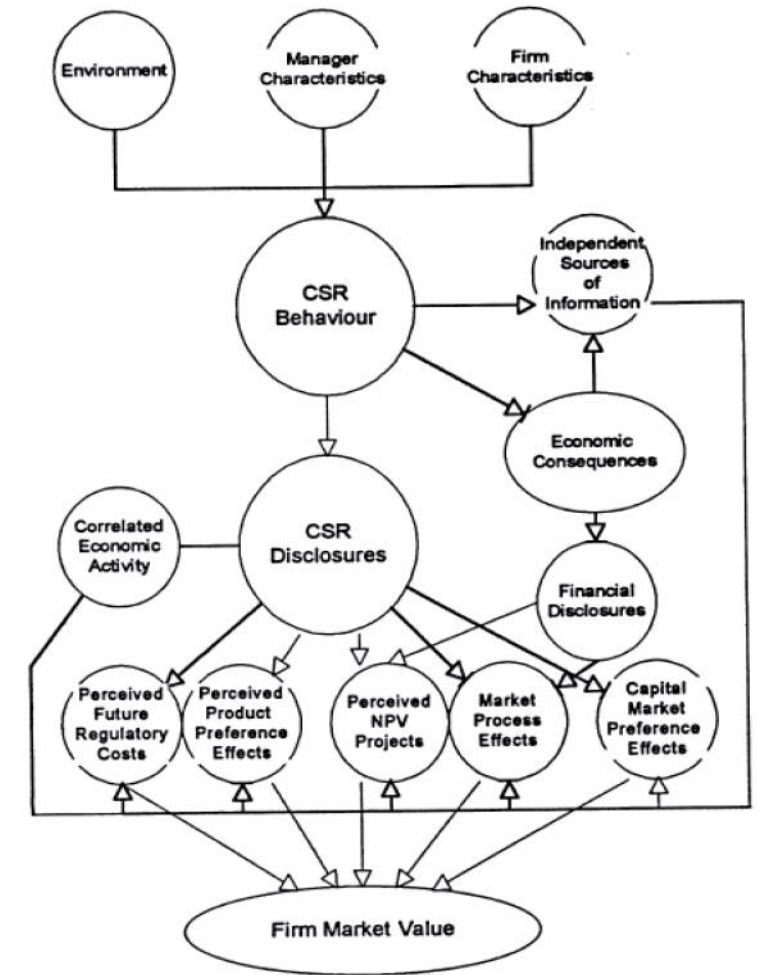 Environment
Manager
Characteristics
Firm
Characteristics
CSR
Behaviour
Independent
Sources
of
Information
Economic
Consequences
Correlated
Economic
Activity
CSR
Disclosures
Financial
Disclosures
Perceived
Future
Regulatory
Costs
Perceived
Product
Preference
Effects
Perceived
NPV
Projects
Market
Process
Effects
Capital
Market
Preference
Effects
Firm Market Value